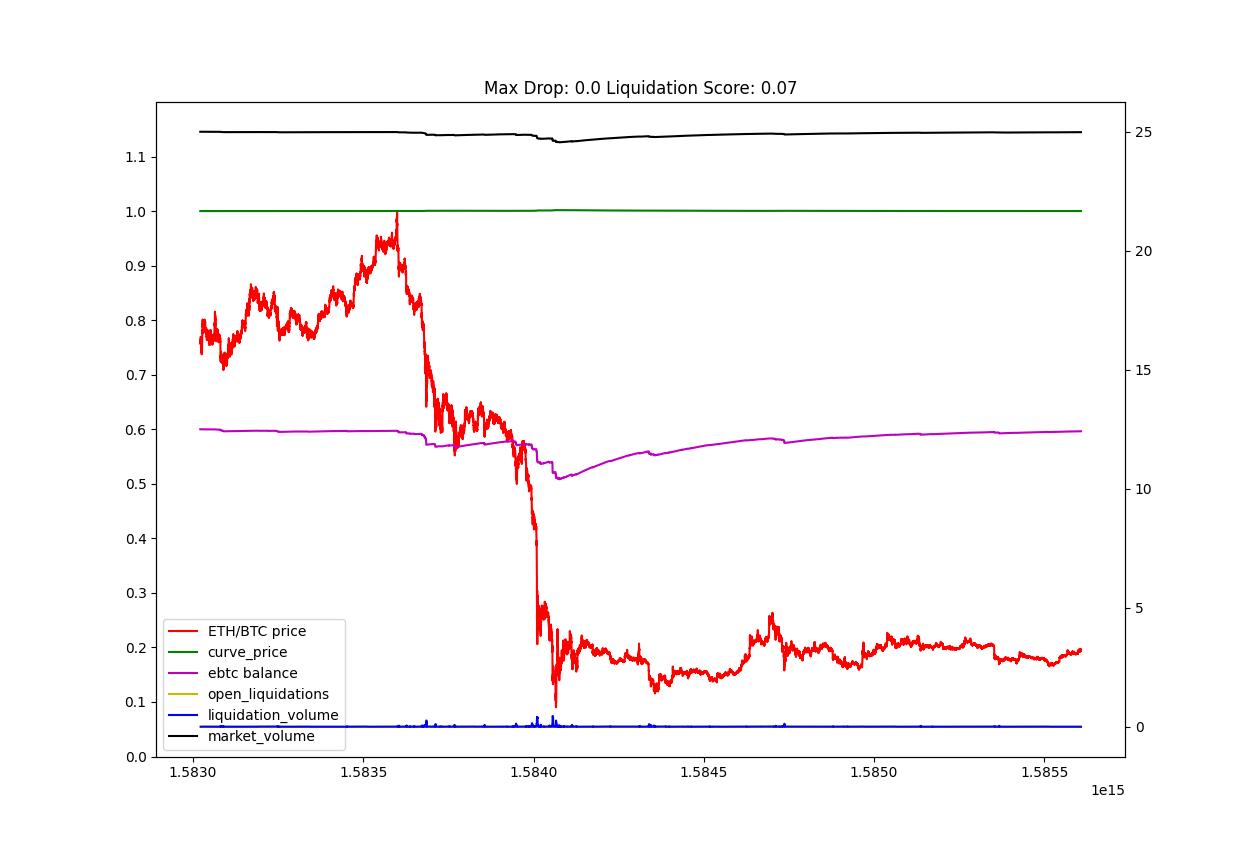 Max Drop: 0.0 Liquidation Score: 0.07
1.1
1.0
0.9
0.8
0.7
0.6
0.5
0.4
0.3
0.2
0.1
0.0
25
20
15
10
5
0
ETH/BTC price
curve_price
ebtc balance
open_liquidations
liquidation_volume
market_volume
1.5830 1.5835 1.5840 1.5845 1.5850 1.5855
1e15